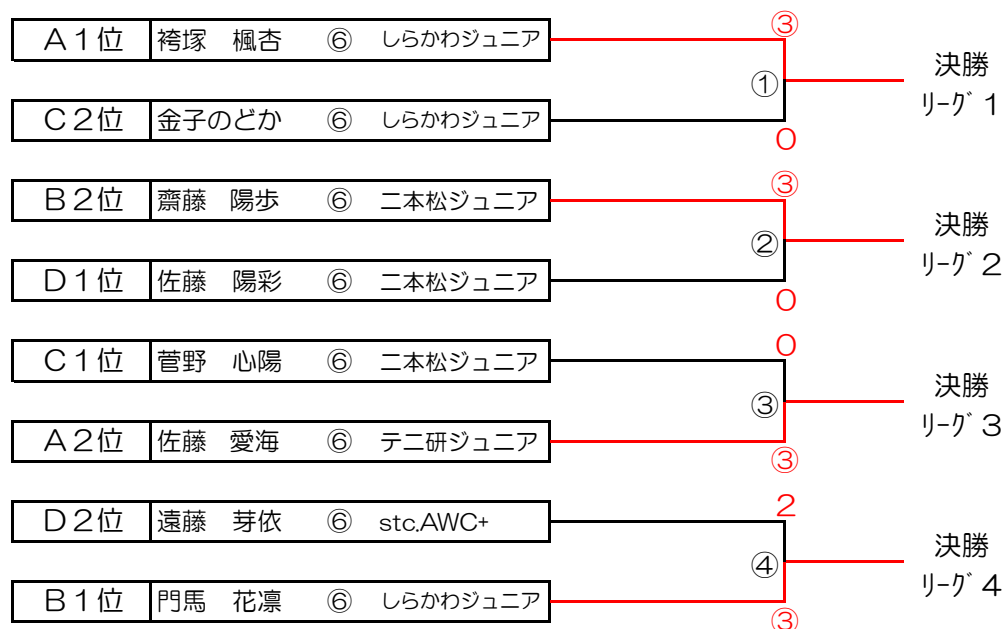 A1位 袴塚 楓杏 ⑥ しらかわジュニア ③
① 決勝
リーグ 1
C2位 金子のどか ⑥ しらかわジュニア 0
B2位 齋藤 陽歩 ⑥ 二本松ジュニア ③
② 決勝
リーグ 2
D1位 佐藤 陽彩 ⑥ 二本松ジュニア 0
C1位 菅野 心陽 ⑥ 二本松ジュニア 0
③ 決勝
リーグ 3
A2位 佐藤 愛海 ⑥ テニ研ジュニア ③
D2位 遠藤 芽依 ⑥ stc.AWC+ 2
④ 決勝
リーグ 4
B1位 門馬 花凛 ⑥ しらかわジュニア ③